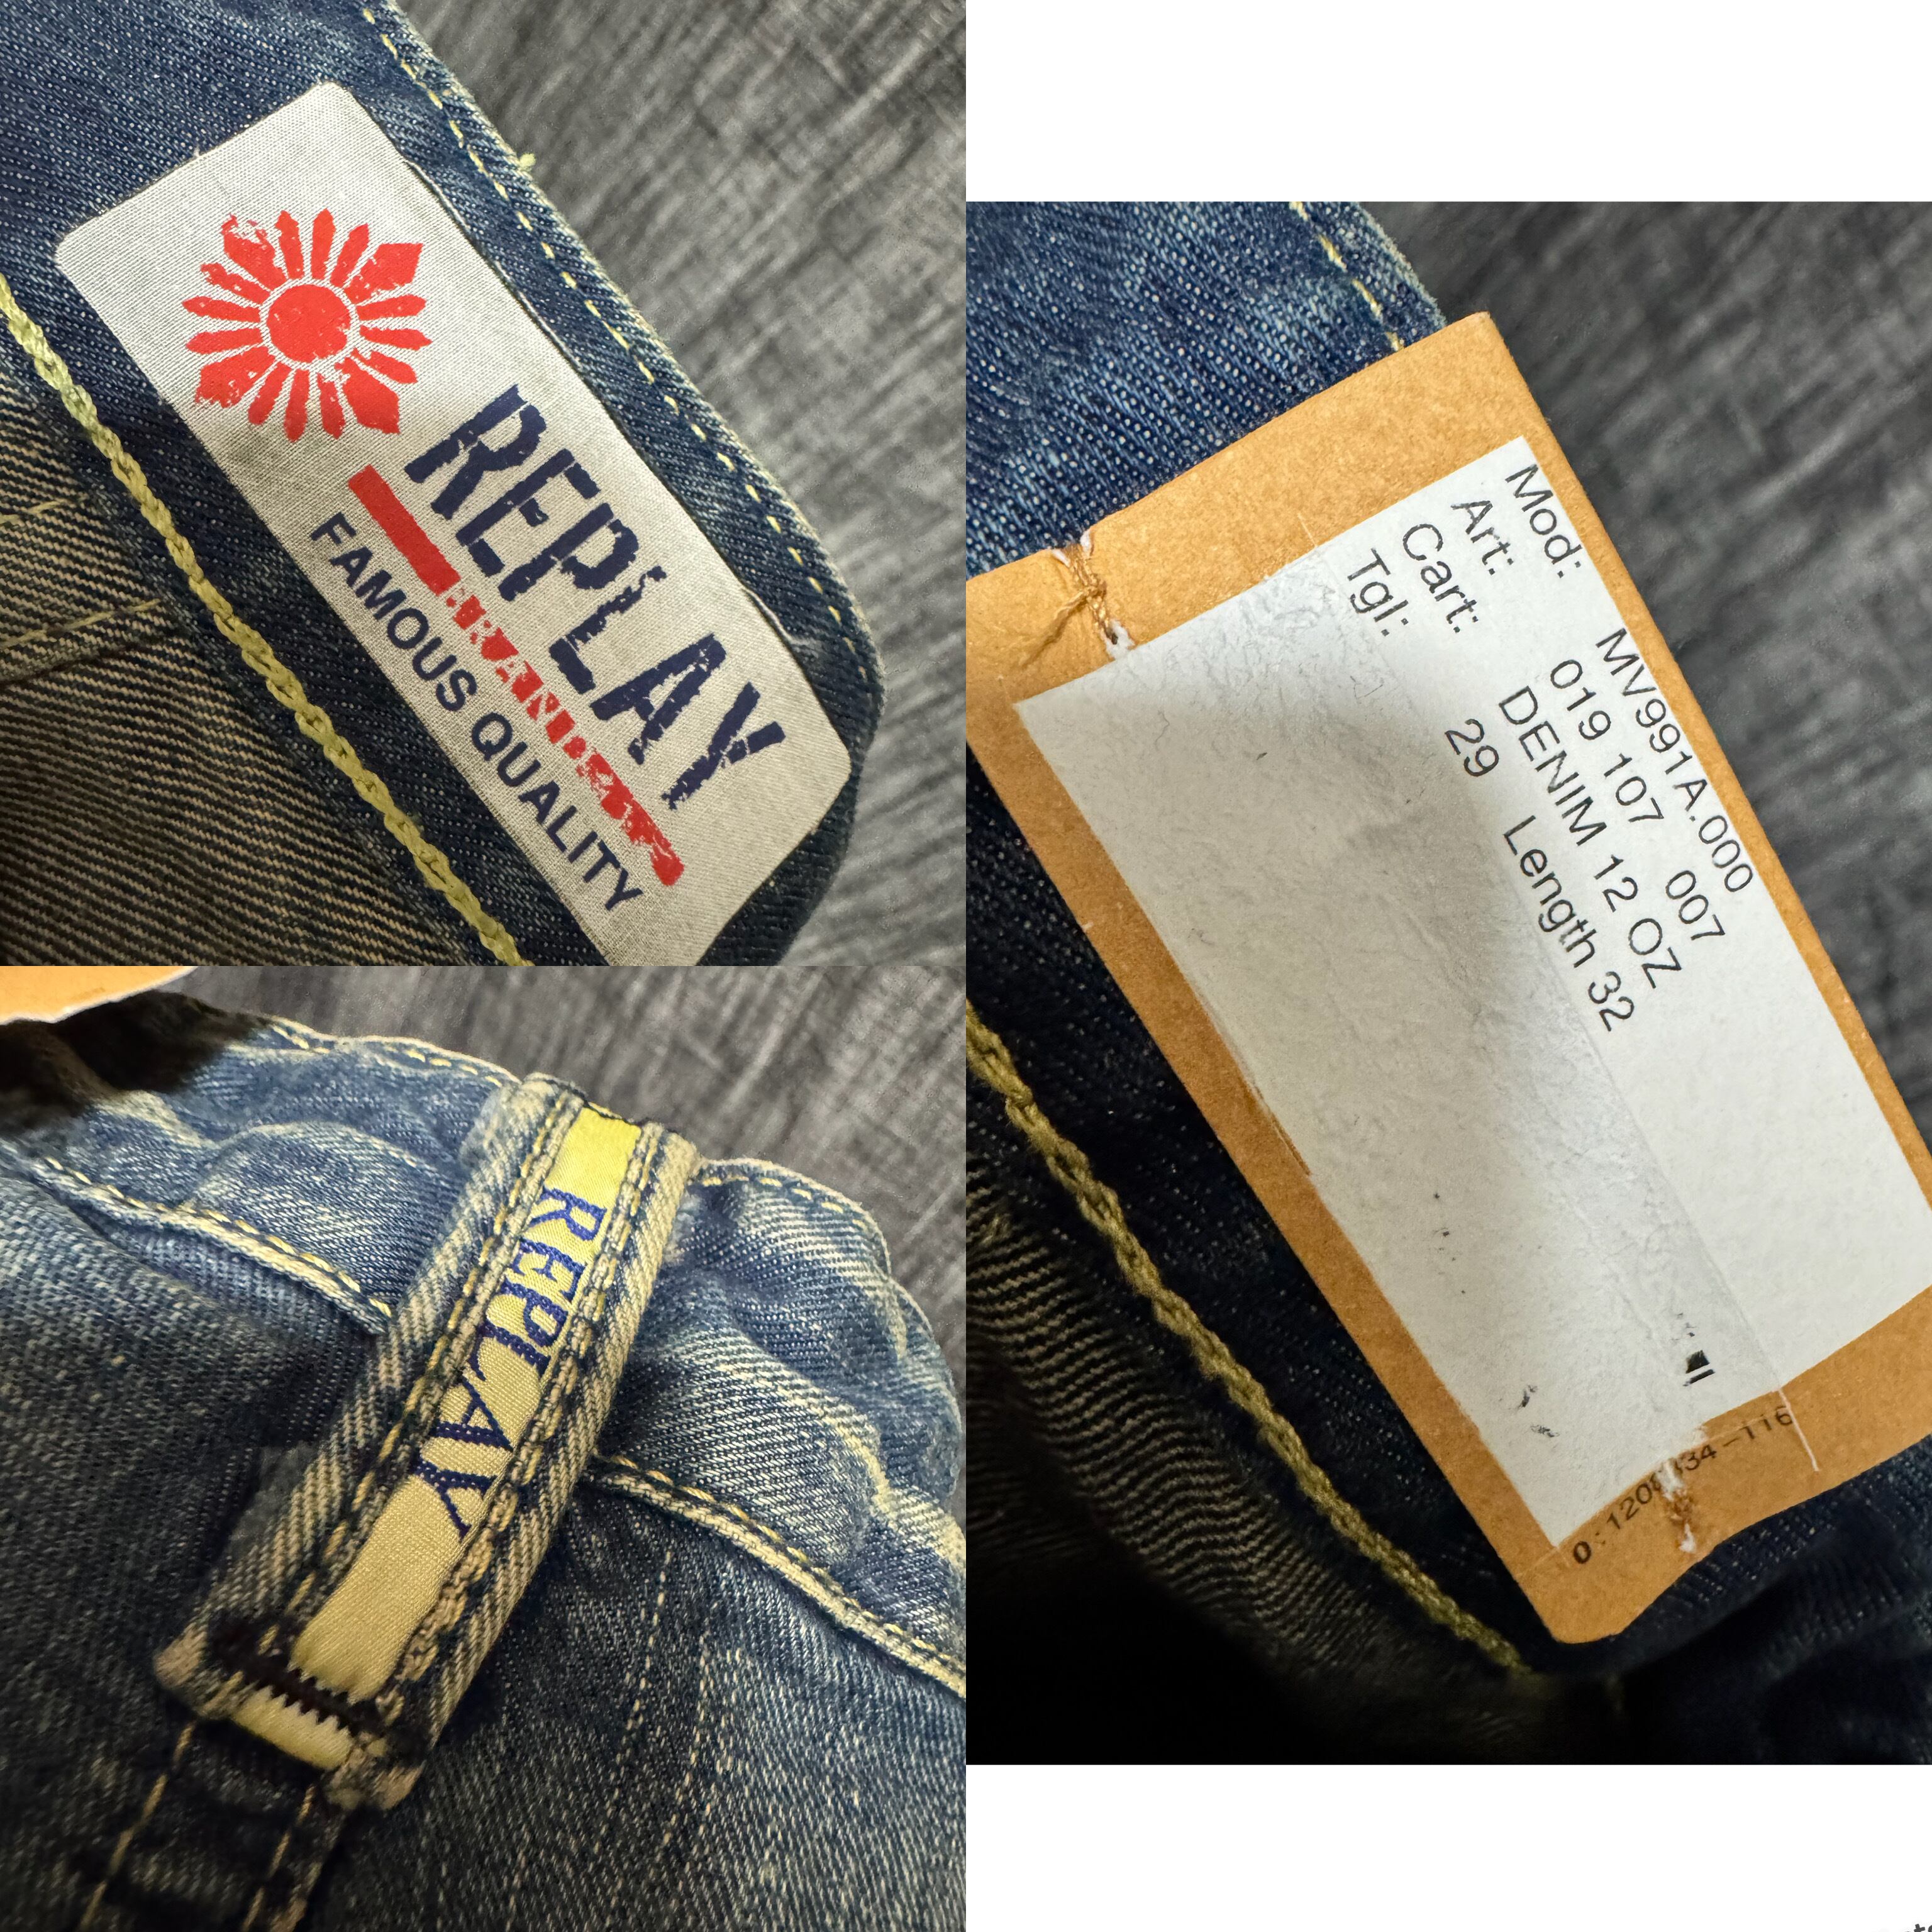 REPLAY
BRAND
FAMOUS QUALITY
REPLAY
Mod: MV991A.000
Art: 019 107 007
Cart: DENIM 12 OZ
Tgl: 29 Length 32